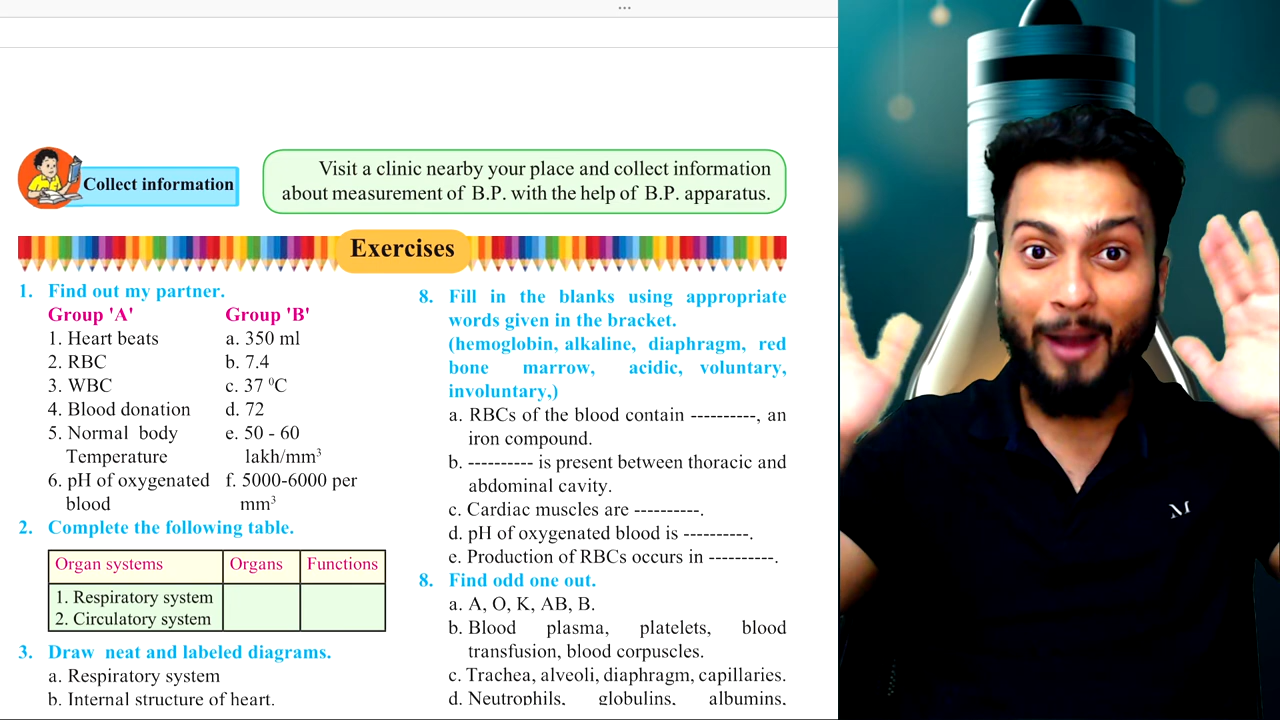 ...
Collect information
Visit a clinic nearby your place and collect information
about measurement of B.P. with the help of B.P. apparatus.
Exercises
1. Find out my partner.
Group 'A' Group 'B'
1. Heart beats a. 350 ml
2. RBC b. 7.4
3. WBC c. 37 ⁰C
4. Blood donation d. 72
5. Normal body e. 50 - 60
Temperature lakh/mm³
6. pH of oxygenated f. 5000-6000 per
blood mm³
2. Complete the following table.
Organ systems Organs Functions
1. Respiratory system
2. Circulatory system
3. Draw neat and labeled diagrams.
a. Respiratory system
b. Internal structure of heart.
8. Fill in the blanks using appropriate
words given in the bracket.
(hemoglobin, alkaline, diaphragm, red
bone marrow, acidic, voluntary,
involuntary,)
a. RBCs of the blood contain ----------, an
iron compound.
b. ---------- is present between thoracic and
abdominal cavity.
c. Cardiac muscles are ----------.
d. pH of oxygenated blood is ----------.
e. Production of RBCs occurs in ----------.
8. Find odd one out.
a. A, O, K, AB, B.
b. Blood plasma, platelets, blood
transfusion, blood corpuscles.
c. Trachea, alveoli, diaphragm, capillaries.
d. Neutrophils, globulins, albumins,
M